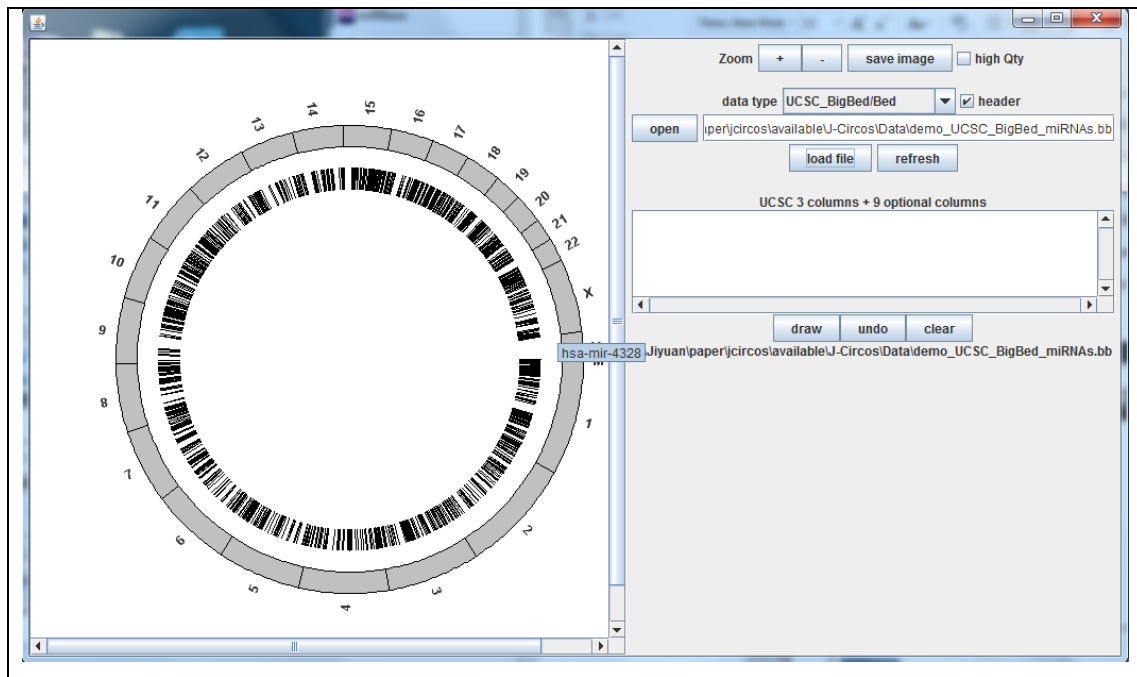 Zoom + - save image high Qty
data type UCSC_BigBed/Bed header
open aper\jcircos\available\J-Circos\Data\demo_UCSC_BigBed_miRNAs.bb
load file refresh
UCSC 3 columns + 9 optional columns
draw undo clear
Jiyuan\paper\jcircos\available\J-Circos\Data\demo_UCSC_BigBed_miRNAs.bb
hsa-mir-4328
1
2
3
4
5
6
7
8
9
10
11
12
13
14
15
16
17
18
19
20
21
22
X
M